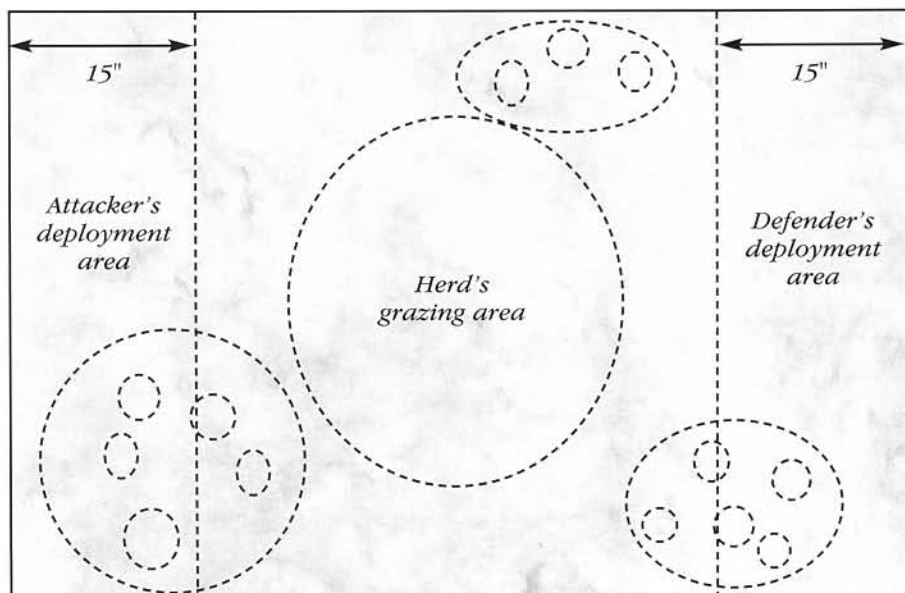 15"
15"
Attacker's
deployment
area
Herd's
grazing area
Defender's
deployment
area